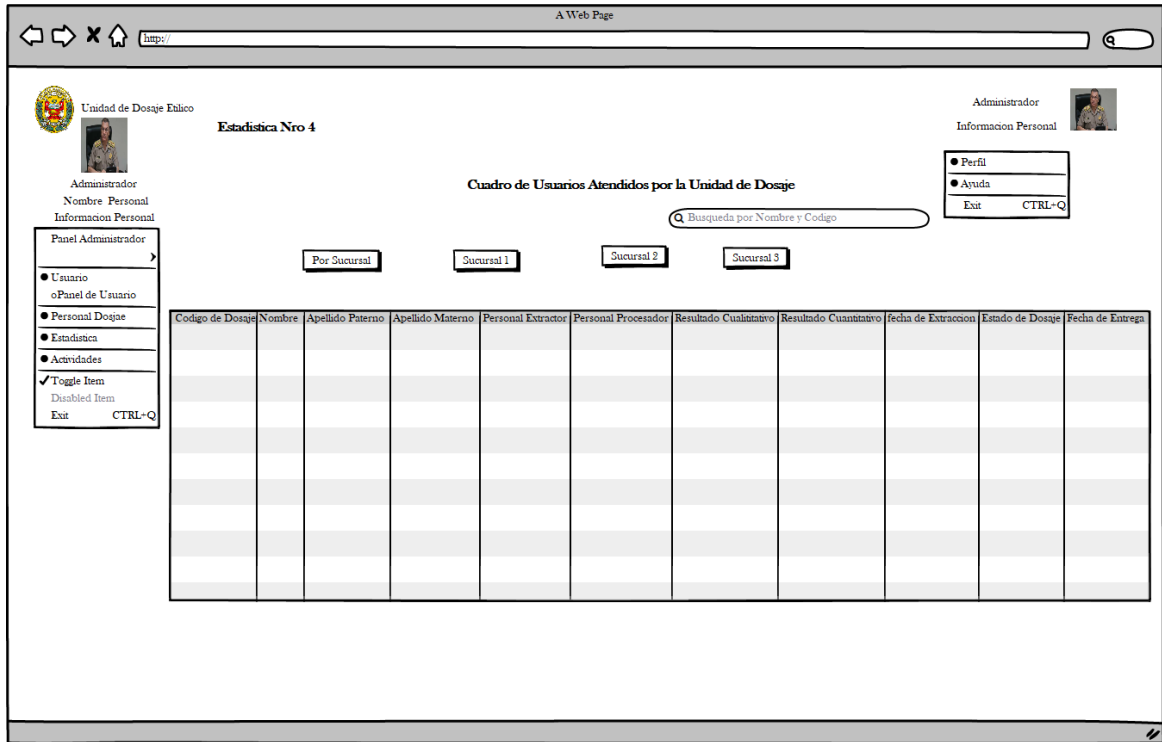 A Web Page
http://
Unidad de Dosaje Etilico
Estadistica Nro 4
Administrador
Informacion Personal
Perfil
Ayuda
Exit CTRL+Q
Administrador
Nombre Personal
Informacion Personal
Cuadro de Usuarios Atendidos por la Unidad de Dosaje
Busqueda por Nombre y Codigo
Panel Administrador
Usuario
oPanel de Usuario
Personal Dosjae
Estadistica
Actividades
Toggle Item
Disabled Item
Exit CTRL+Q
Por Sucursal Sucursal 1 Sucursal 2 Sucursal 3
Codigo de Dosaje Nombre Apellido Paterno Apellido Materno Personal Extractor Personal Procesador Resultado Cualititativo Resultado Cuantitativo fecha de Extraccion Estado de Dosaje Fecha de Entrega